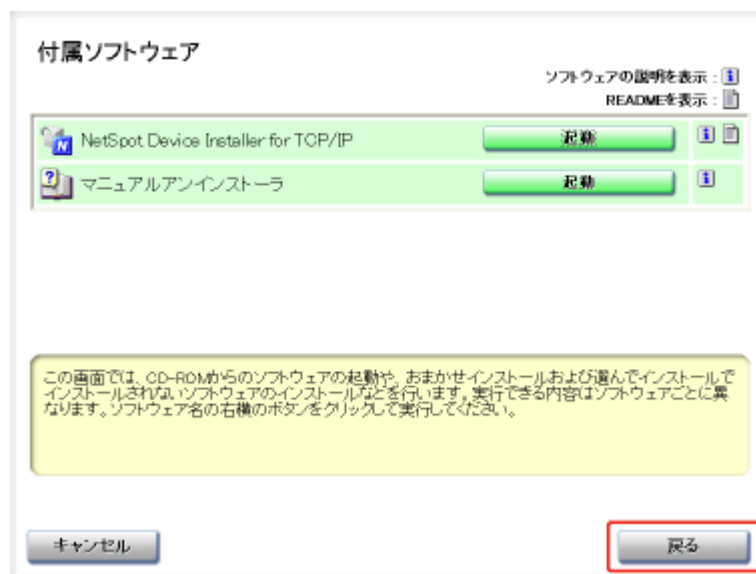 付属ソフトウェア
ソフトウェアの説明を表示 :
READMEを表示 :
NetSpot Device Installer for TCP/IP 起動
マニュアルアンインストーラ 起動
この画面では、CD-ROMからのソフトウェアの起動や、おまかせインストールおよび選んでインストールで
インストールされないソフトウェアのインストールなどを行います。実行できる内容はソフトウェアごとに異
なります。ソフトウェア名の右横のボタンをクリックして実行してください。
キャンセル 戻る